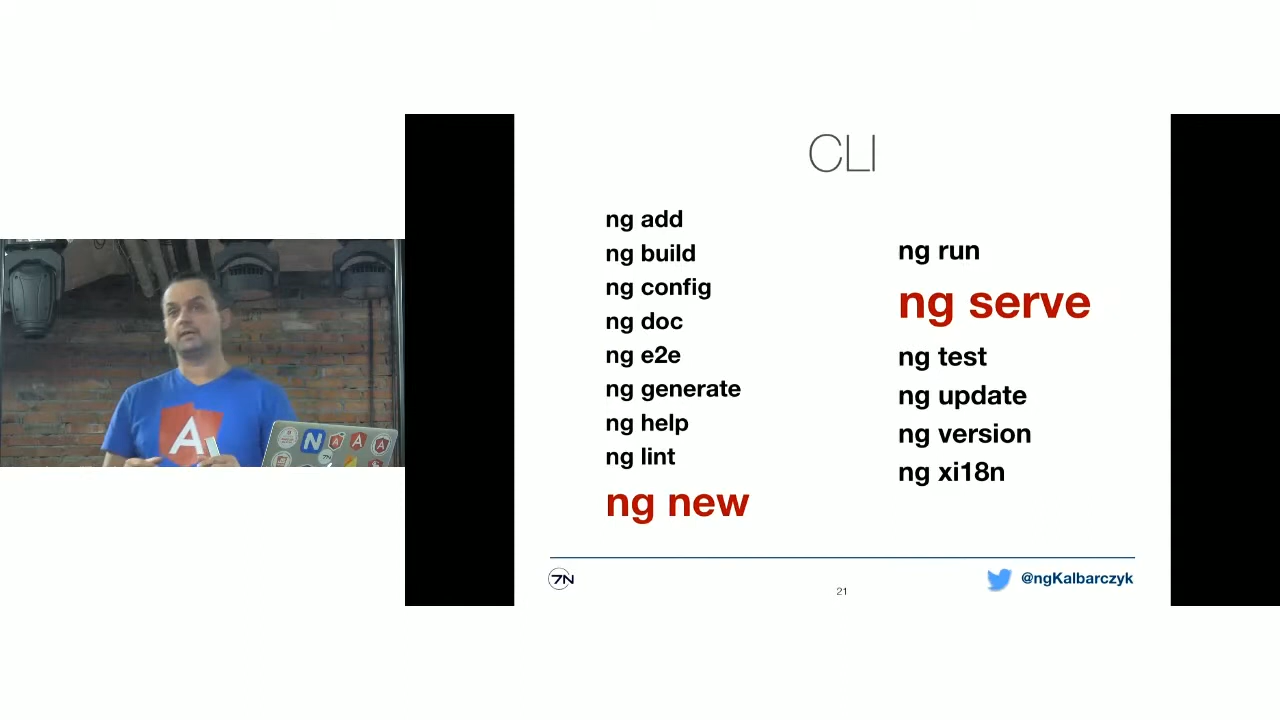 CLI
ng add
ng build
ng config
ng doc
ng e2e
ng generate
ng help
ng lint
ng new
ng run
ng serve
ng test
ng update
ng version
ng xi18n
7N
21
@ngKalbarczyk
A
N
A
A
A
7N